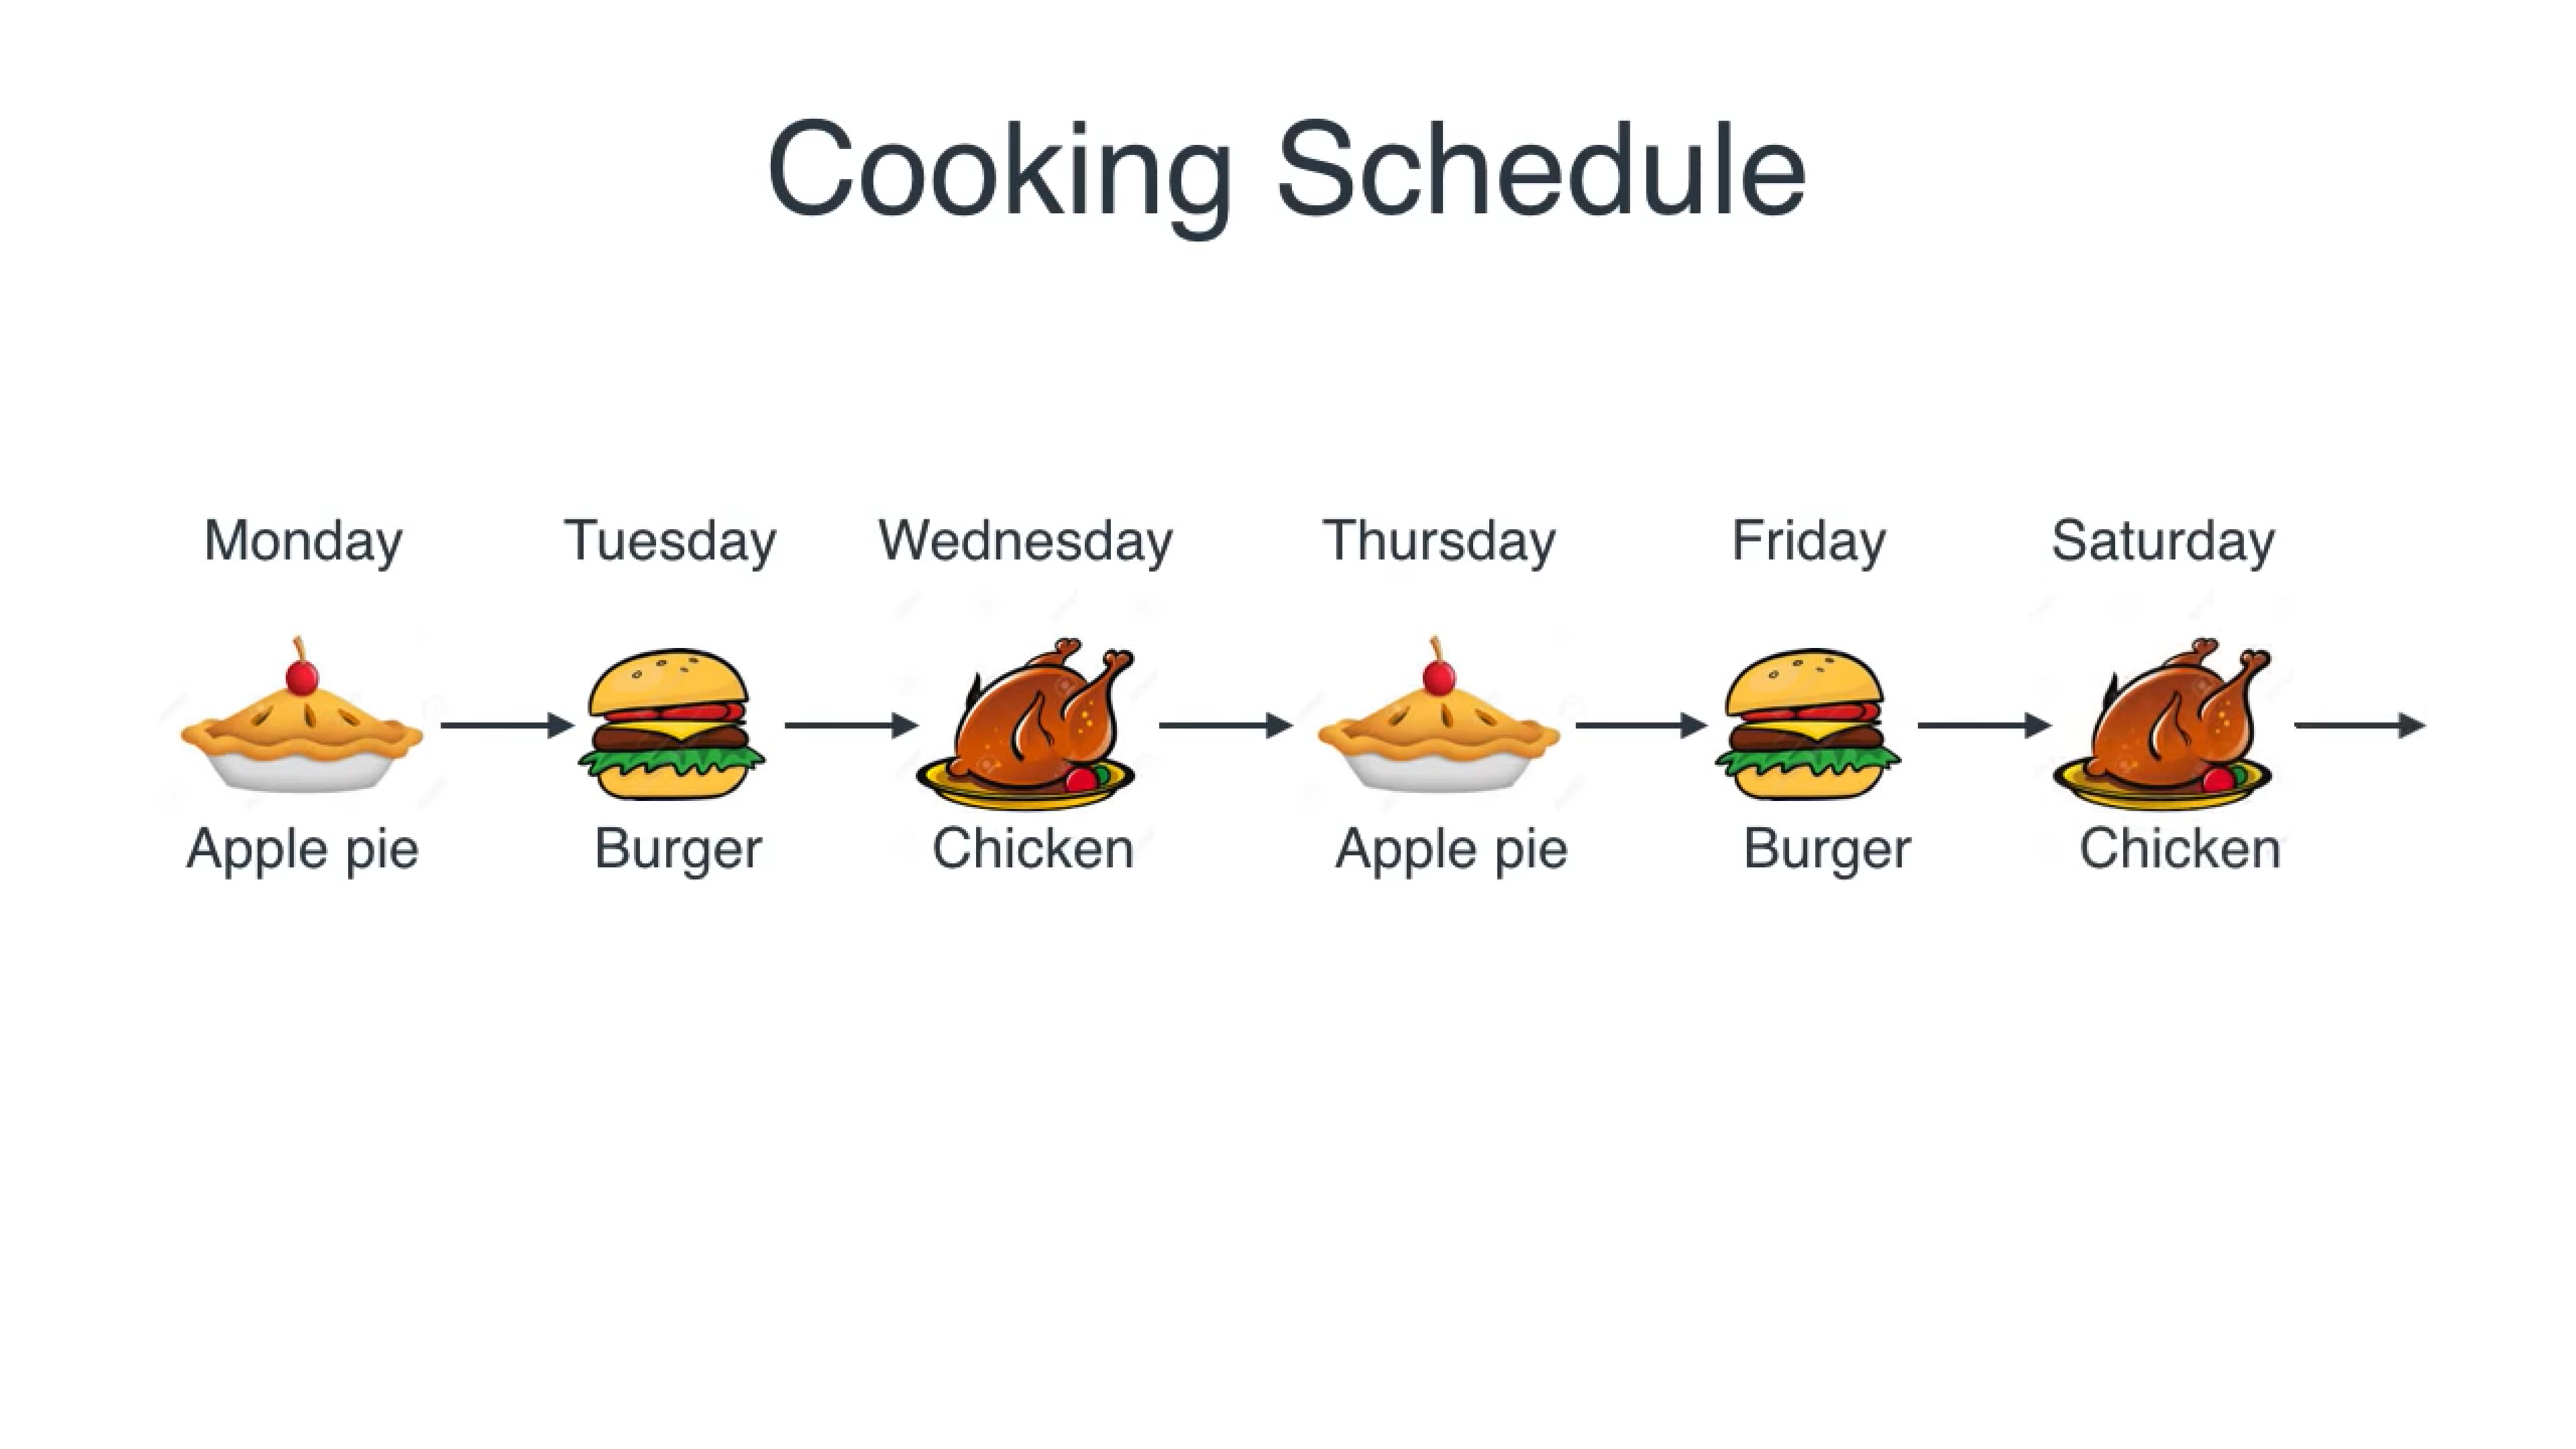 Cooking Schedule
Monday Tuesday Wednesday Thursday Friday Saturday
Apple pie Burger Chicken Apple pie Burger Chicken